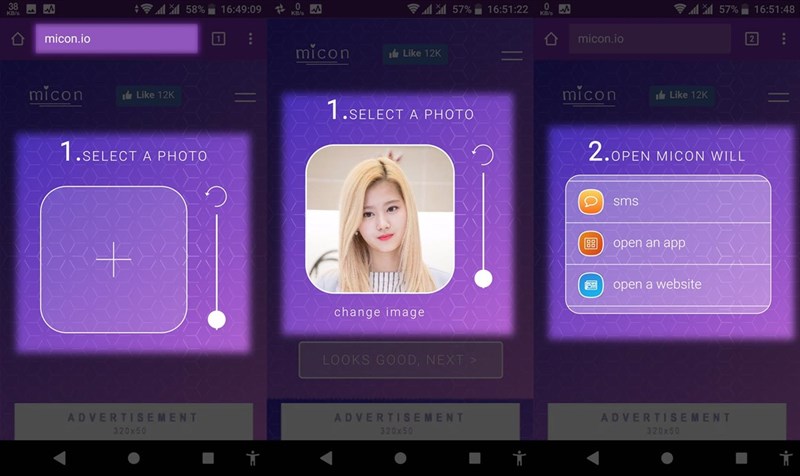 38
KB/s
58%
16:49:09
micon.io
1
micon
Like 12K
1.SELECT A PHOTO
ADVERTISEMENT
320x50
0
KB/s
57%
16:51:22
micon
Like 12K
1.SELECT A PHOTO
change image
LOOKS GOOD, NEXT >
ADVERTISEMENT
320x50
0
KB/s
57%
16:51:48
micon.io
2
micon
Like 12K
2.OPEN MICON WILL
sms
open an app
open a website
ADVERTISEMENT
320x50